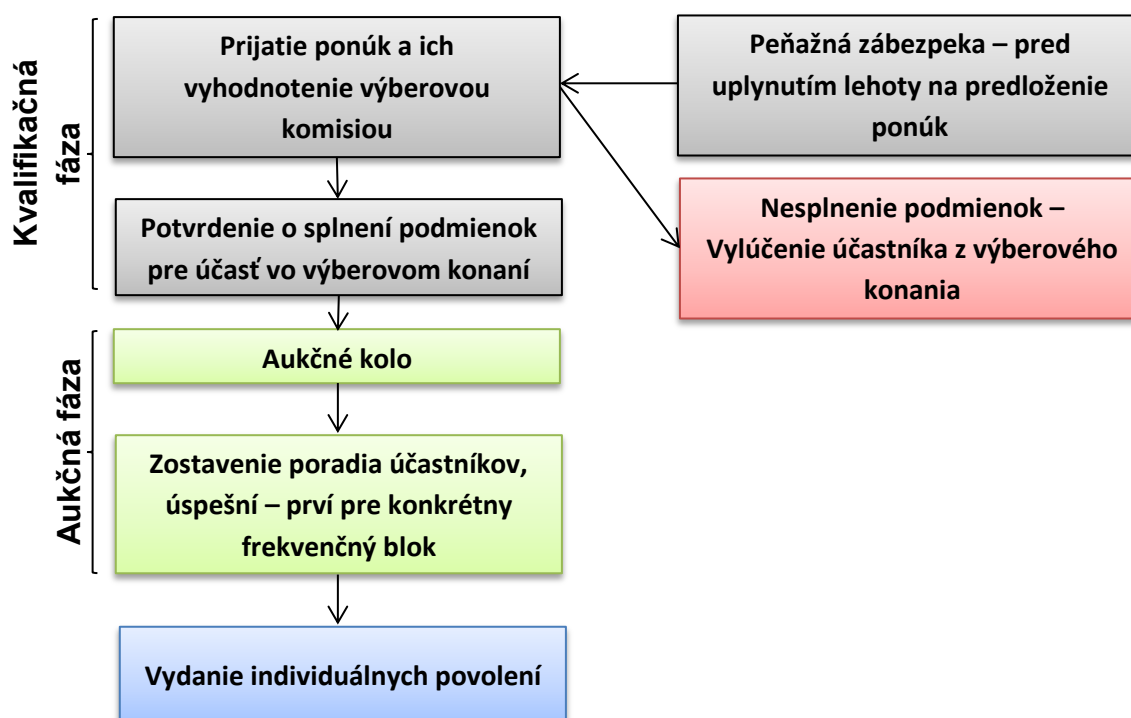 Kvalifikačná
fáza
Prijatie ponúk a ich
vyhodnotenie výberovou
komisiou
Peňažná zábezpeka – pred
uplynutím lehoty na predloženie
ponúk
Potvrdenie o splnení podmienok
pre účasť vo výberovom konaní
Nesplnenie podmienok –
Vylúčenie účastníka z výberového
konania
Aukčná fáza
Aukčné kolo
Zostavenie poradia účastníkov,
úspešní – prví pre konkrétny
frekvenčný blok
Vydanie individuálnych povolení